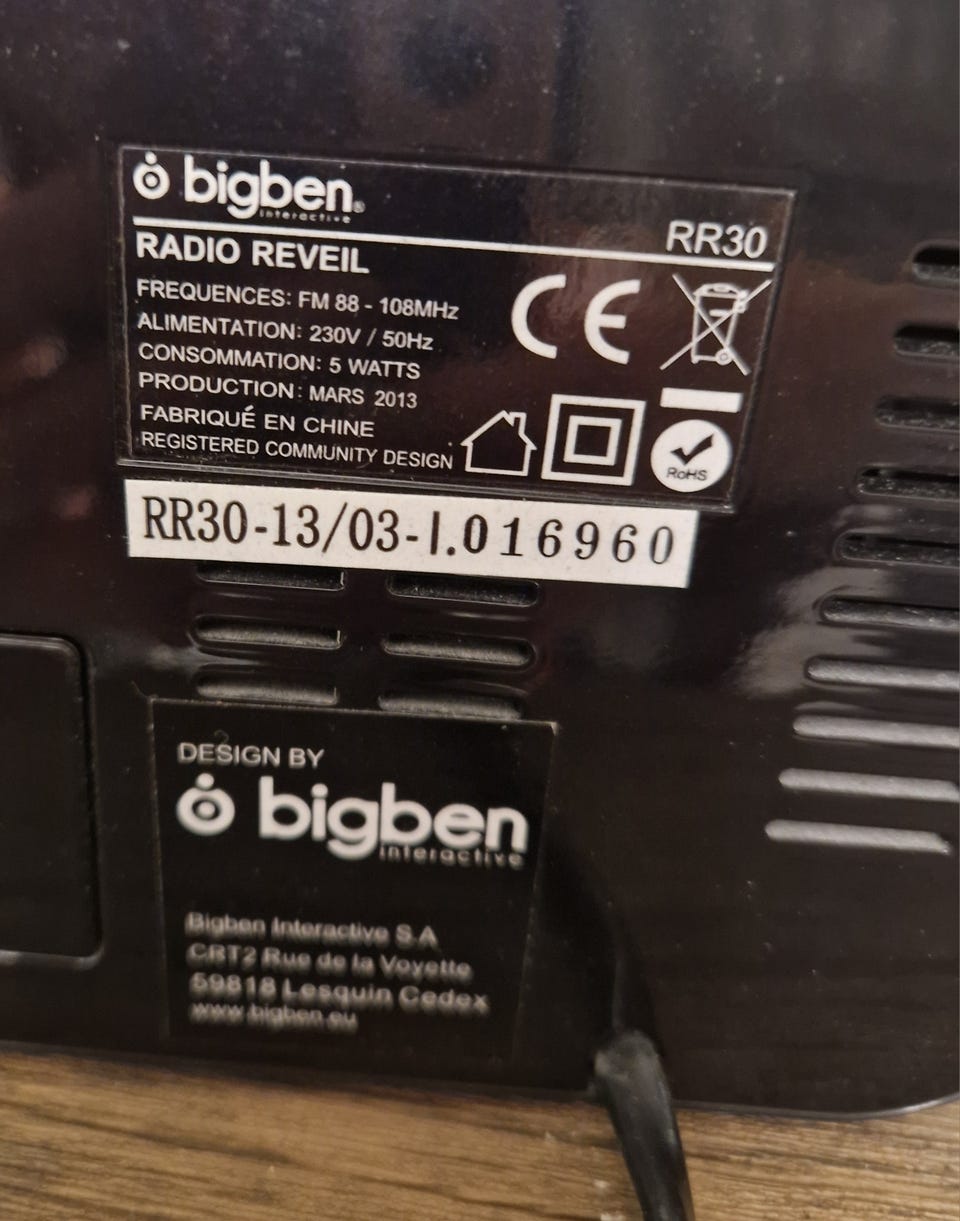 bigben®
interactive
RR30
RADIO REVEIL
FREQUENCES: FM 88 - 108MHz
ALIMENTATION: 230V / 50Hz
CONSOMMATION: 5 WATTS
PRODUCTION: MARS 2013
FABRIQUÉ EN CHINE
REGISTERED COMMUNITY DESIGN
CE
RoHS
RR30-13/03-I.016960
DESIGN BY
bigben
interactive
Bigben Interactive S.A
CRT2 Rue de la Voyette
59818 Lesquin Cedex
www.bigben.eu